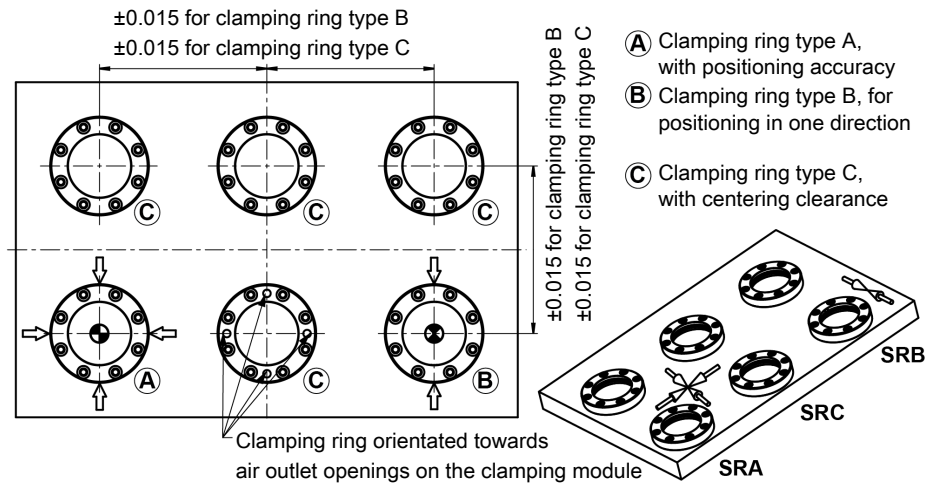 ±0.015 for clamping ring type B
±0.015 for clamping ring type C
±0.015 for clamping ring type B
±0.015 for clamping ring type C
A Clamping ring type A,
with positioning accuracy
B Clamping ring type B, for
positioning in one direction
C Clamping ring type C,
with centering clearance
C
C
C
A
C
B
Clamping ring orientated towards
air outlet openings on the clamping module
SRB
SRC
SRA